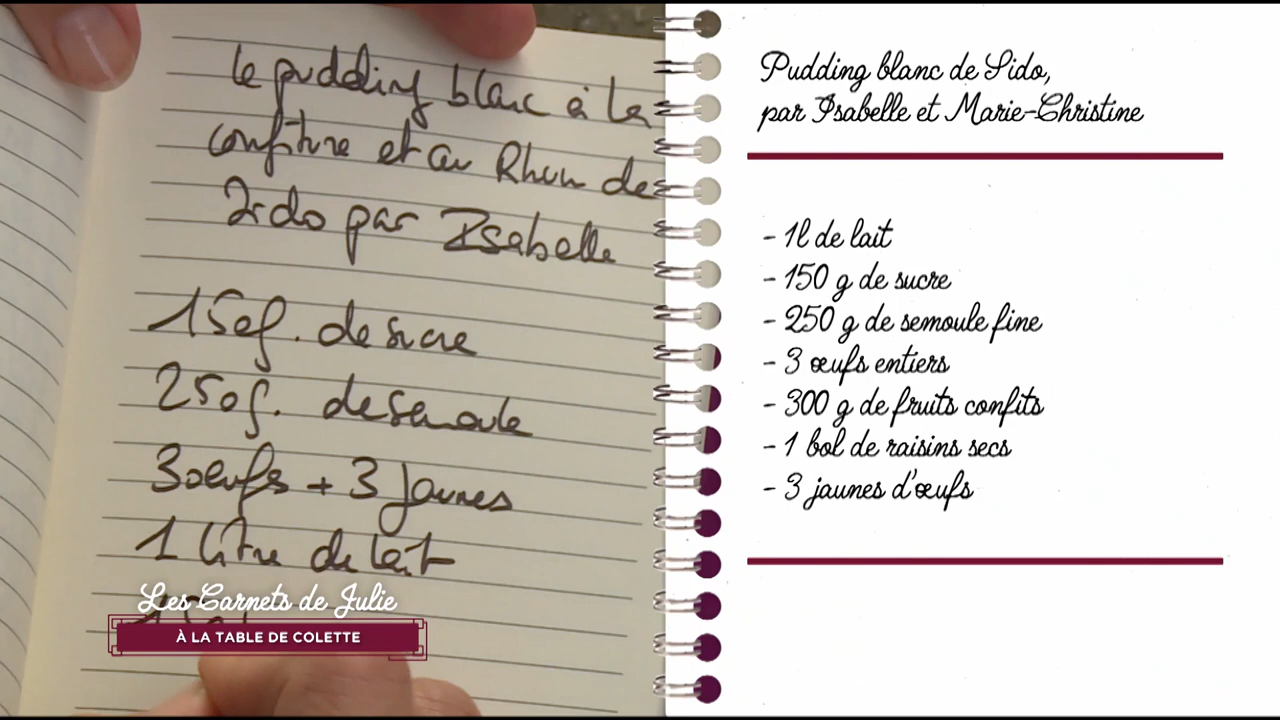 le pudding blanc à la
confiture et au Rhum de
Sido par Isabelle
150g. de sucre
250g. de semoule
3 oeufs + 3 jaunes
1 litre de lait
Les Carnets de Julie
À LA TABLE DE COLETTE
Pudding blanc de Sido,
par Isabelle et Marie-Christine
- 1l de lait
- 150 g de sucre
- 250 g de semoule fine
- 3 œufs entiers
- 300 g de fruits confits
- 1 bol de raisins secs
- 3 jaunes d'œufs